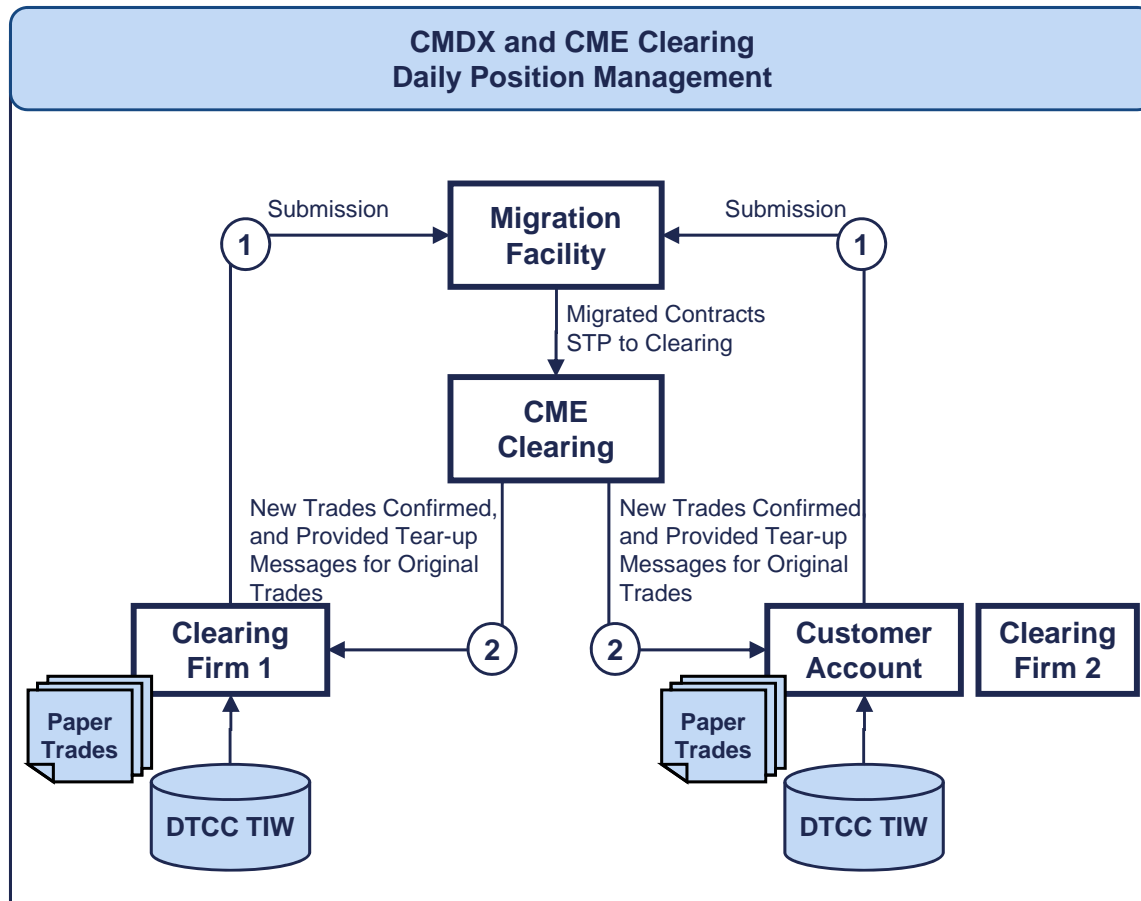 CMDX and CME Clearing
Daily Position Management
Submission
Submission
1
Migration
Facility
1
Migrated Contracts
STP to Clearing
CME
Clearing
New Trades Confirmed,
and Provided Tear-up
Messages for Original
Trades
New Trades Confirmed,
and Provided Tear-up
Messages for Original
Trades
Clearing
Firm 1
2
2
Customer
Account
Clearing
Firm 2
Paper
Trades
Paper
Trades
DTCC TIW
DTCC TIW